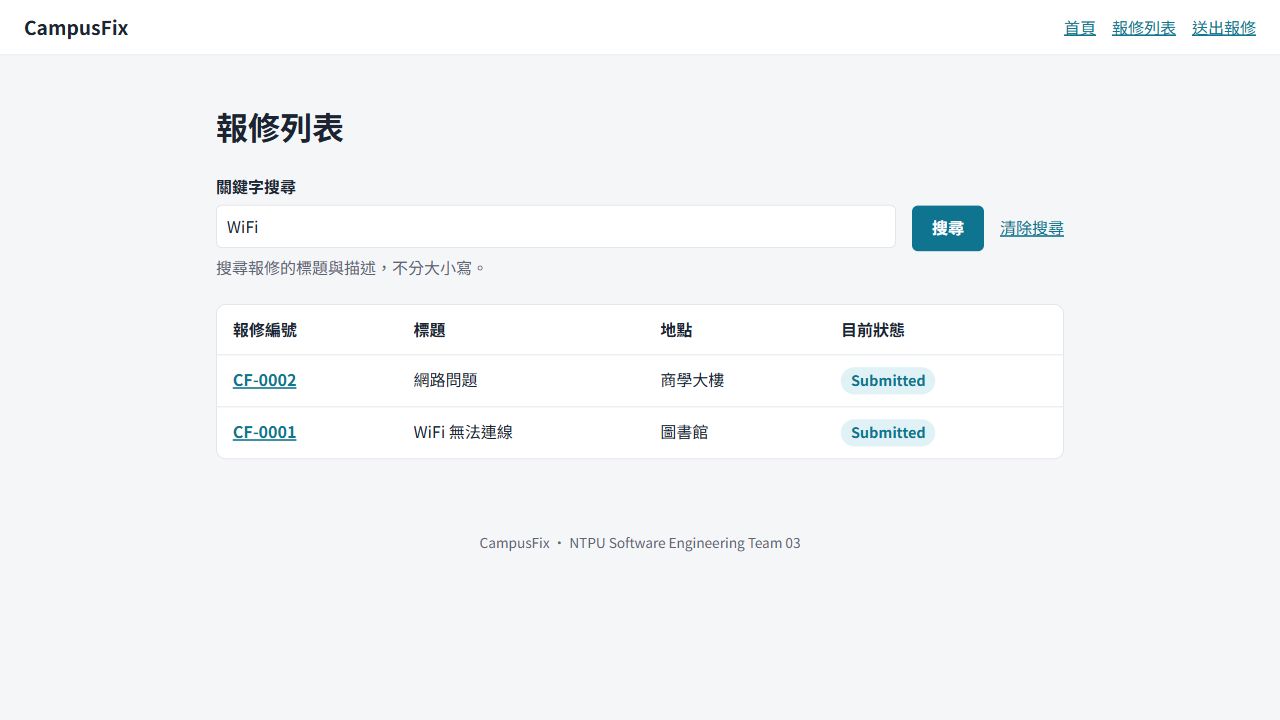 CampusFix
首頁 報修列表 送出報修
報修列表
關鍵字搜尋
WiFi
搜尋 清除搜尋
搜尋報修的標題與描述，不分大小寫。
報修編號 標題 地點 目前狀態
CF-0002 網路問題 商學大樓 Submitted
CF-0001 WiFi 無法連線 圖書館 Submitted
CampusFix · NTPU Software Engineering Team 03